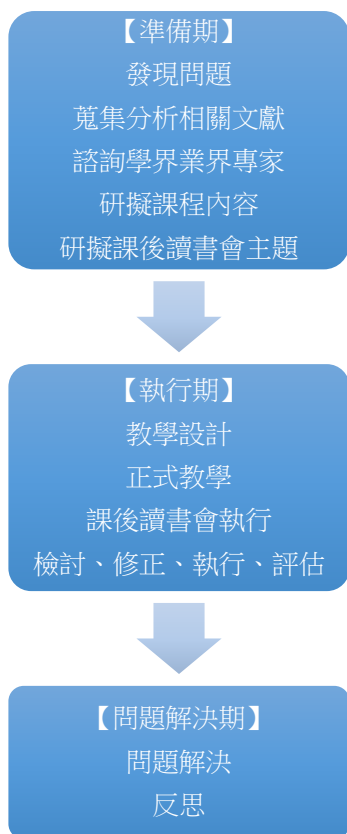 【準備期】
發現問題
蒐集分析相關文獻
諮詢學界業界專家
研擬課程內容
研擬課後讀書會主題
【執行期】
教學設計
正式教學
課後讀書會執行
檢討、修正、執行、評估
【問題解決期】
問題解決
反思